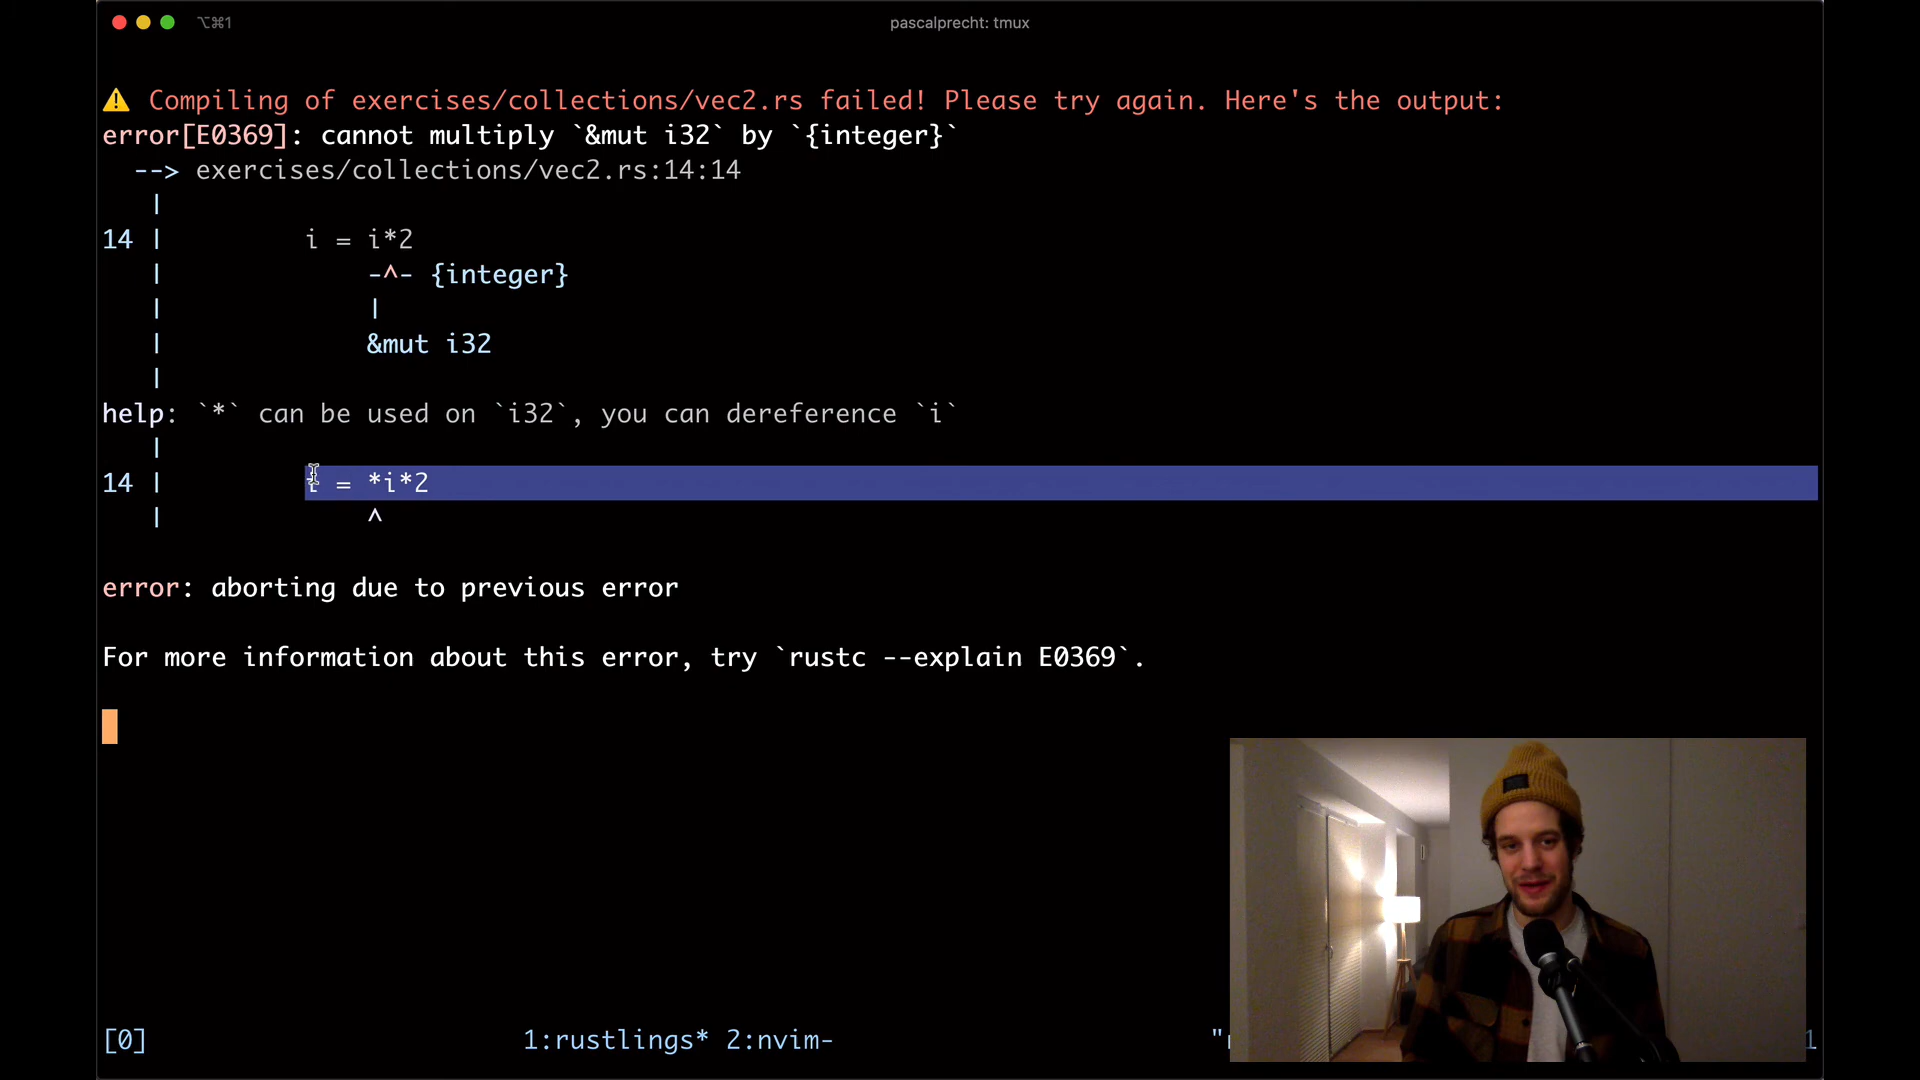 ⌥⌘1
pascalprecht: tmux
⚠ Compiling of exercises/collections/vec2.rs failed! Please try again. Here's the output:
error[E0369]: cannot multiply `&mut i32` by `{integer}`
--> exercises/collections/vec2.rs:14:14
|
14 | i = i*2
| -^- {integer}
| |
| &mut i32
|
help: `*` can be used on `i32`, you can dereference `i`
|
14 | i = *i*2
| ^
error: aborting due to previous error
For more information about this error, try `rustc --explain E0369`.
[0] 1:rustlings* 2:nvim-